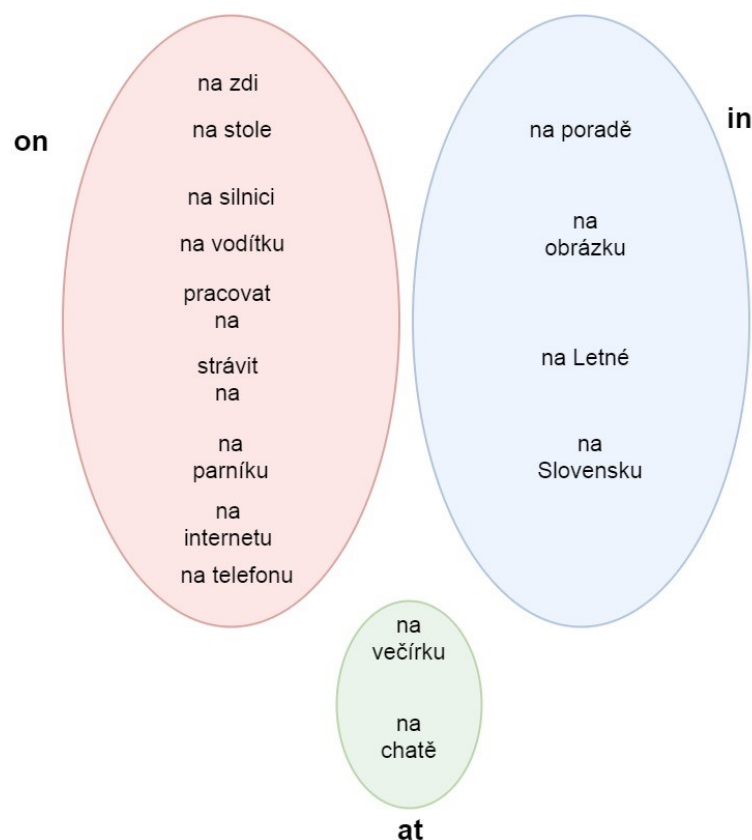 on
na zdi
na stole
na silnici
na vodítku
pracovat
na
strávit
na
na
parníku
na
internetu
na telefonu
in
na poradě
na
obrázku
na Letné
na
Slovensku
na
večírku
na
chatě
at